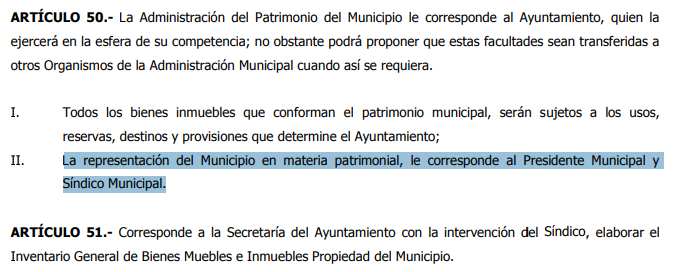 ARTÍCULO 50.- La Administración del Patrimonio del Municipio le corresponde al Ayuntamiento, quien la
ejercerá en la esfera de su competencia; no obstante podrá proponer que estas facultades sean transferidas a
otros Organismos de la Administración Municipal cuando así se requiera.
I. Todos los bienes inmuebles que conforman el patrimonio municipal, serán sujetos a los usos,
reservas, destinos y provisiones que determine el Ayuntamiento;
II. La representación del Municipio en materia patrimonial, le corresponde al Presidente Municipal y
Síndico Municipal.
ARTÍCULO 51.- Corresponde a la Secretaría del Ayuntamiento con la intervención del Síndico, elaborar el
Inventario General de Bienes Muebles e Inmuebles Propiedad del Municipio.